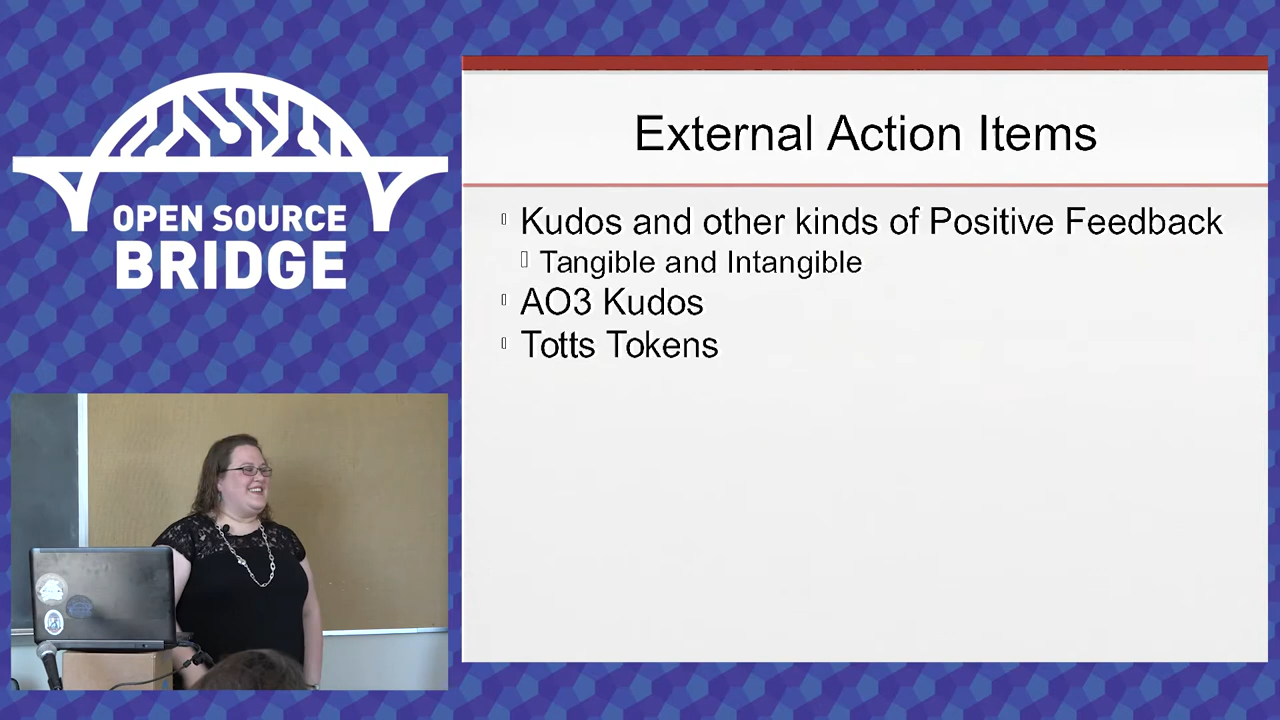 OPEN SOURCE
BRIDGE
External Action Items
Kudos and other kinds of Positive Feedback
Tangible and Intangible
AO3 Kudos
Totts Tokens